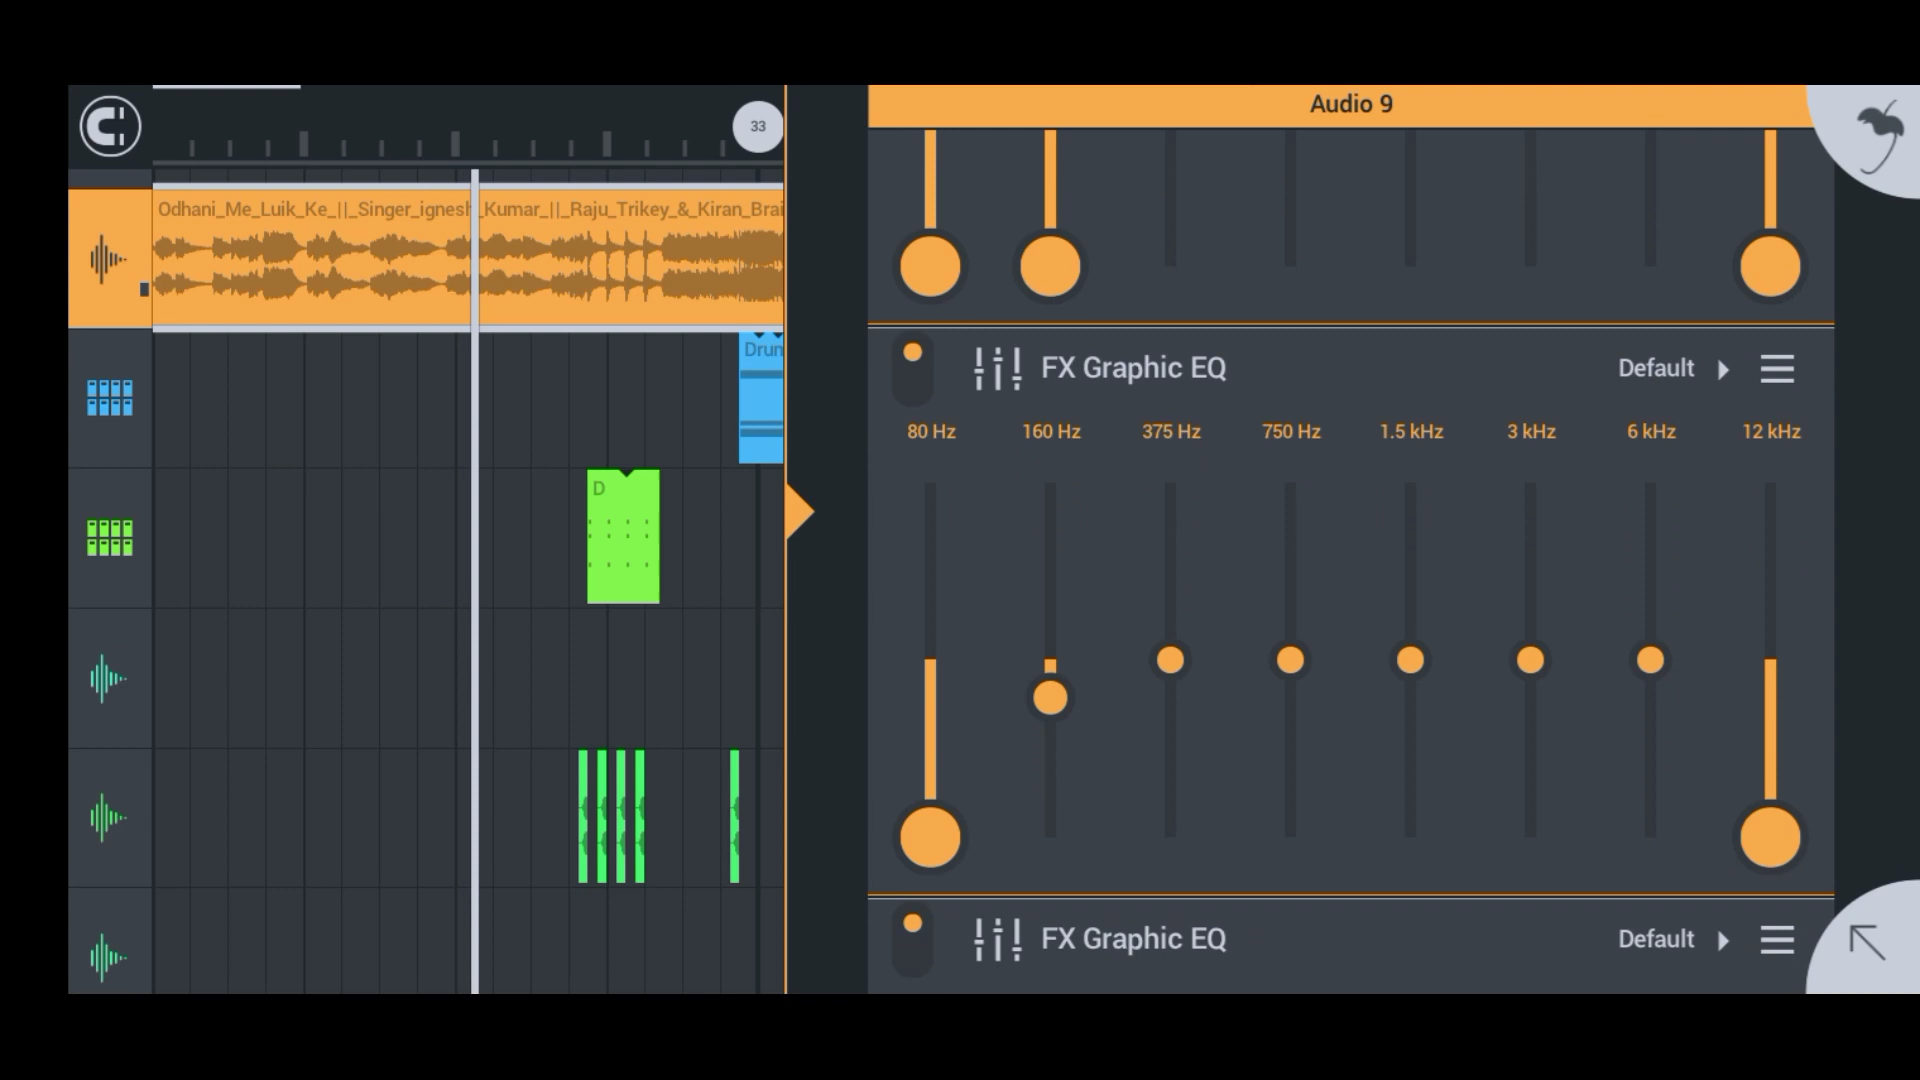 Audio 9
33
Odhani_Me_Luik_Ke_||_Singer_ignesh_Kumar_||_Raju_Trikey_&_Kiran_Brai
Drum
D
FX Graphic EQ
Default
80 Hz 160 Hz 375 Hz 750 Hz 1.5 kHz 3 kHz 6 kHz 12 kHz
FX Graphic EQ
Default